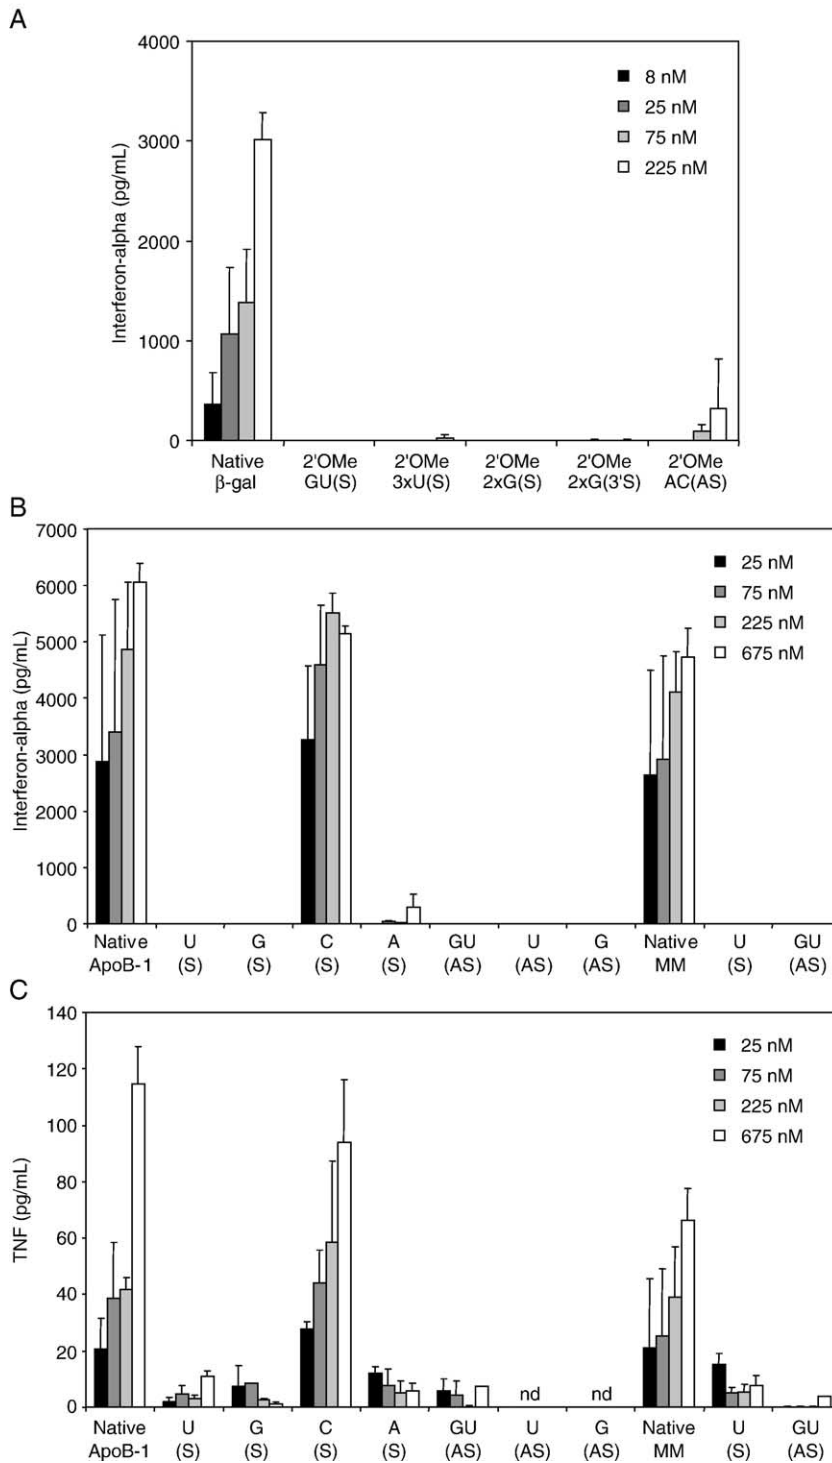 A
4000
3000
2000
1000
0
Interferon-alpha (pg/mL)
8 nM
25 nM
75 nM
225 nM
Native 2'OMe 2'OMe 2'OMe 2'OMe 2'OMe
β-gal GU(S) 3xU(S) 2xG(S) 2xG(3'S) AC(AS)
B
7000
6000
5000
4000
3000
2000
1000
0
Interferon-alpha (pg/mL)
25 nM
75 nM
225 nM
675 nM
Native U G C A GU U G Native U GU
ApoB-1 (S) (S) (S) (S) (AS) (AS) (AS) MM (S) (AS)
C
140
120
100
80
60
40
20
0
TNF (pg/mL)
25 nM
75 nM
225 nM
675 nM
nd nd
Native U G C A GU U G Native U GU
ApoB-1 (S) (S) (S) (S) (AS) (AS) (AS) MM (S) (AS)